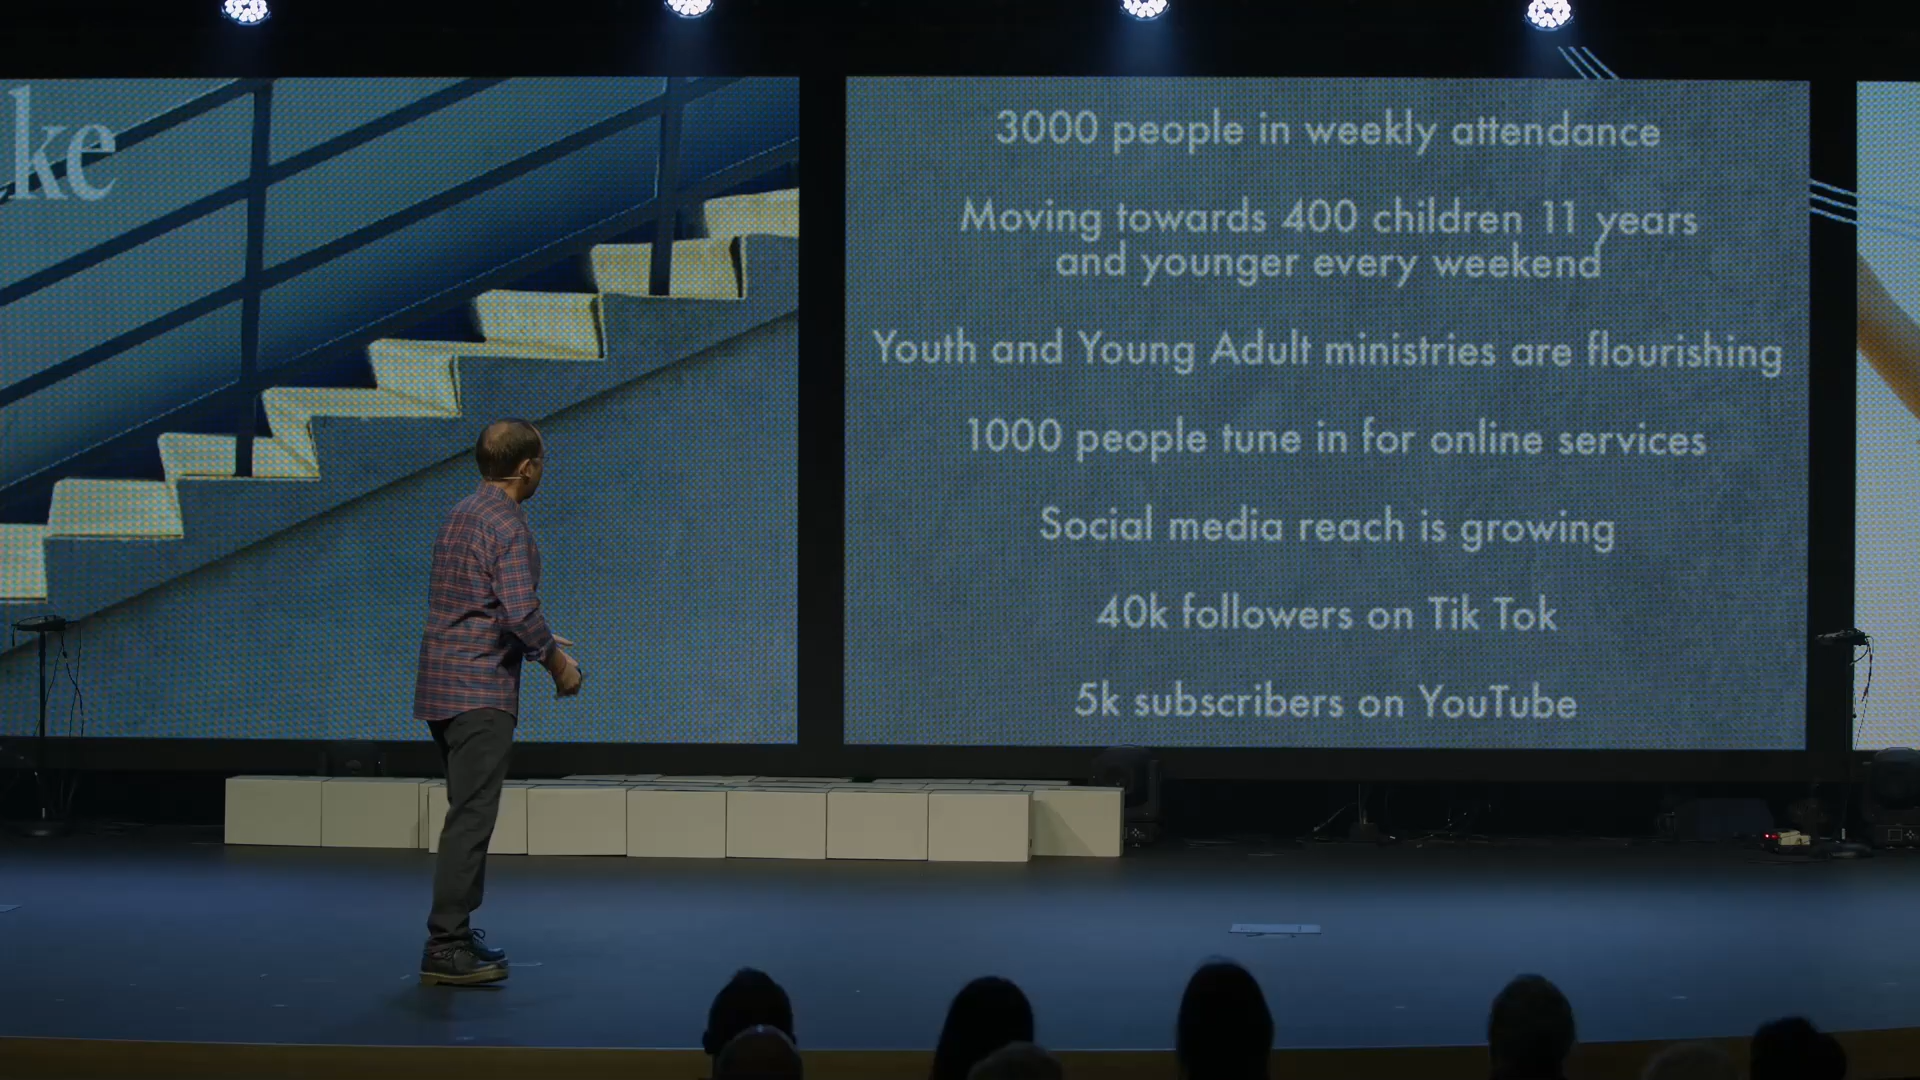 ke
3000 people in weekly attendance
Moving towards 400 children 11 years
and younger every weekend
Youth and Young Adult ministries are flourishing
1000 people tune in for online services
Social media reach is growing
40k followers on Tik Tok
5k subscribers on YouTube